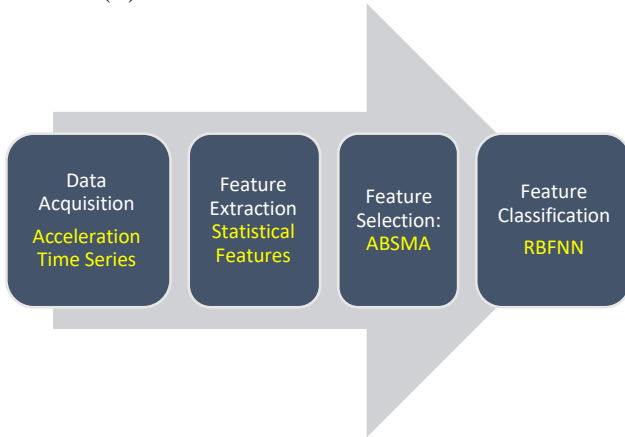 Data
Acquisition
Acceleration
Time Series
Feature
Extraction
Statistical
Features
Feature
Selection:
ABSMA
Feature
Classification
RBFNN